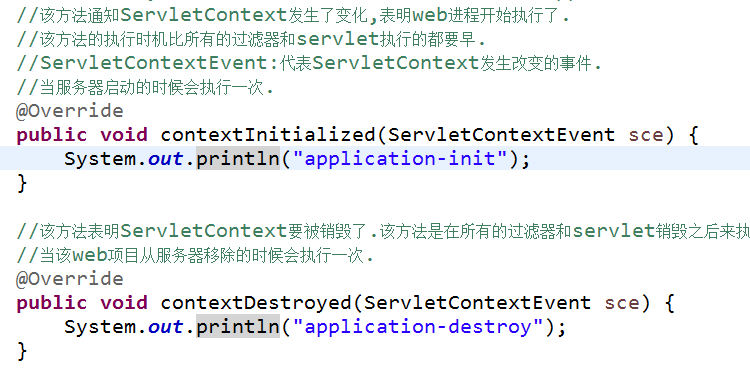 //该方法通知ServletContext发生了变化,表明web进程开始执行了.
//该方法的执行时机比所有的过滤器和servlet执行的都要早.
//ServletContextEvent:代表ServletContext发生改变的事件.
//当服务器启动的时候会执行一次.
@Override
public void contextInitialized(ServletContextEvent sce) {
System.out.println("application-init");
}
//该方法表明ServletContext要被销毁了.该方法是在所有的过滤器和servlet销毁之后来执
//当该web项目从服务器移除的时候会执行一次.
@Override
public void contextDestroyed(ServletContextEvent sce) {
System.out.println("application-destroy");
}